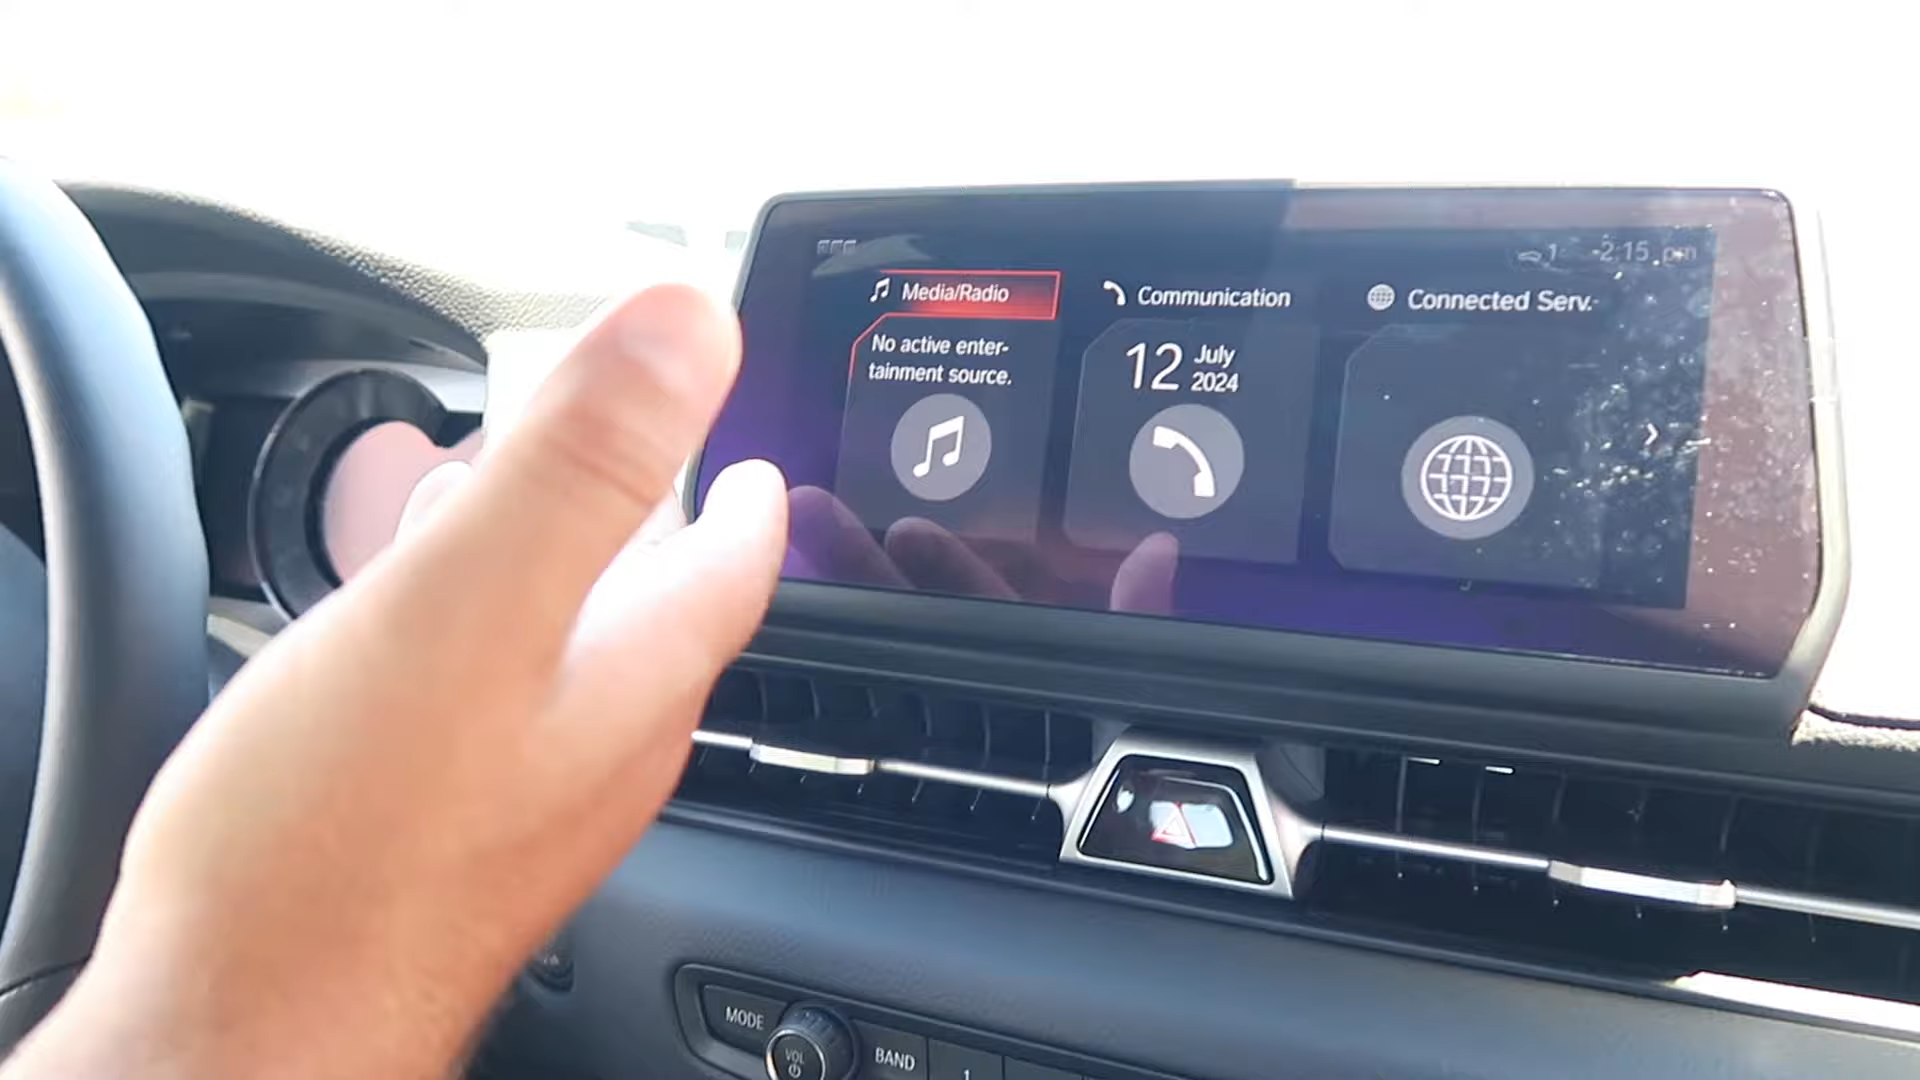 1 2:15 pm
Media/Radio
Communication
Connected Serv.
No active enter-
tainment source.
12 July
2024
MODE
VOL
BAND
1